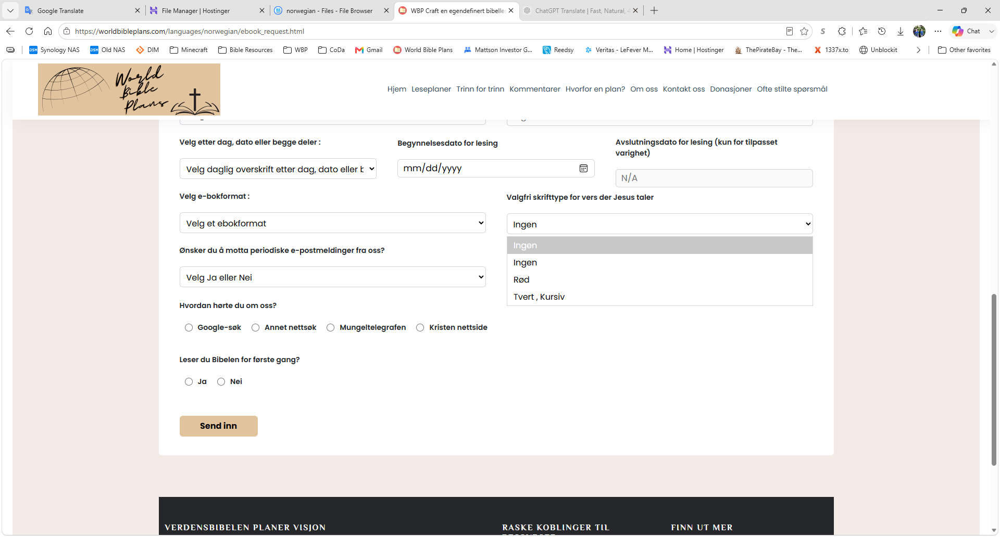 Google Translate
File Manager | Hostinger
norwegian - Files - File Browser
WBP Craft en egendefinert bibelle
ChatGPT Translate | Fast, Natural, 4
https://worldbibleplans.com/languages/norwegian/ebook_request.html
Chat
DSM Synology NAS
DSM Old NAS
DIM
Minecraft
Bible Resources
WBP
CoDa
Gmail
World Bible Plans
Mattson Investor G...
Reedsy
Veritas - LeFever M...
Home | Hostinger
ThePirateBay - The...
1337x.to
Unblockit
Other favorites
World
Bible
Plans
Hjem Leseplaner Trinn for trinn Kommentarer Hvorfor en plan? Om oss Kontakt oss Donasjoner Ofte stilte spørsmål
Velg etter dag, dato eller begge deler :
Velg daglig overskrift etter dag, dato eller b
Begynnelsesdato for lesing
mm/dd/yyyy
Avslutningsdato for lesing (kun for tilpasset
varighet)
N/A
Velg e-bokformat :
Velg et ebokformat
Valgfri skrifttype for vers der Jesus taler
Ingen
Ingen
Ingen
Rød
Tvert , Kursiv
Ønsker du å motta periodiske e-postmeldinger fra oss?
Velg Ja eller Nei
Hvordan hørte du om oss?
Google-søk Annet nettsøk Mungeltelegrafen Kristen nettside
Leser du Bibelen for første gang?
Ja Nei
Send inn
VERDENSBIBELEN PLANER VISJON
RASKE KOBLINGER TIL
FINN UT MER